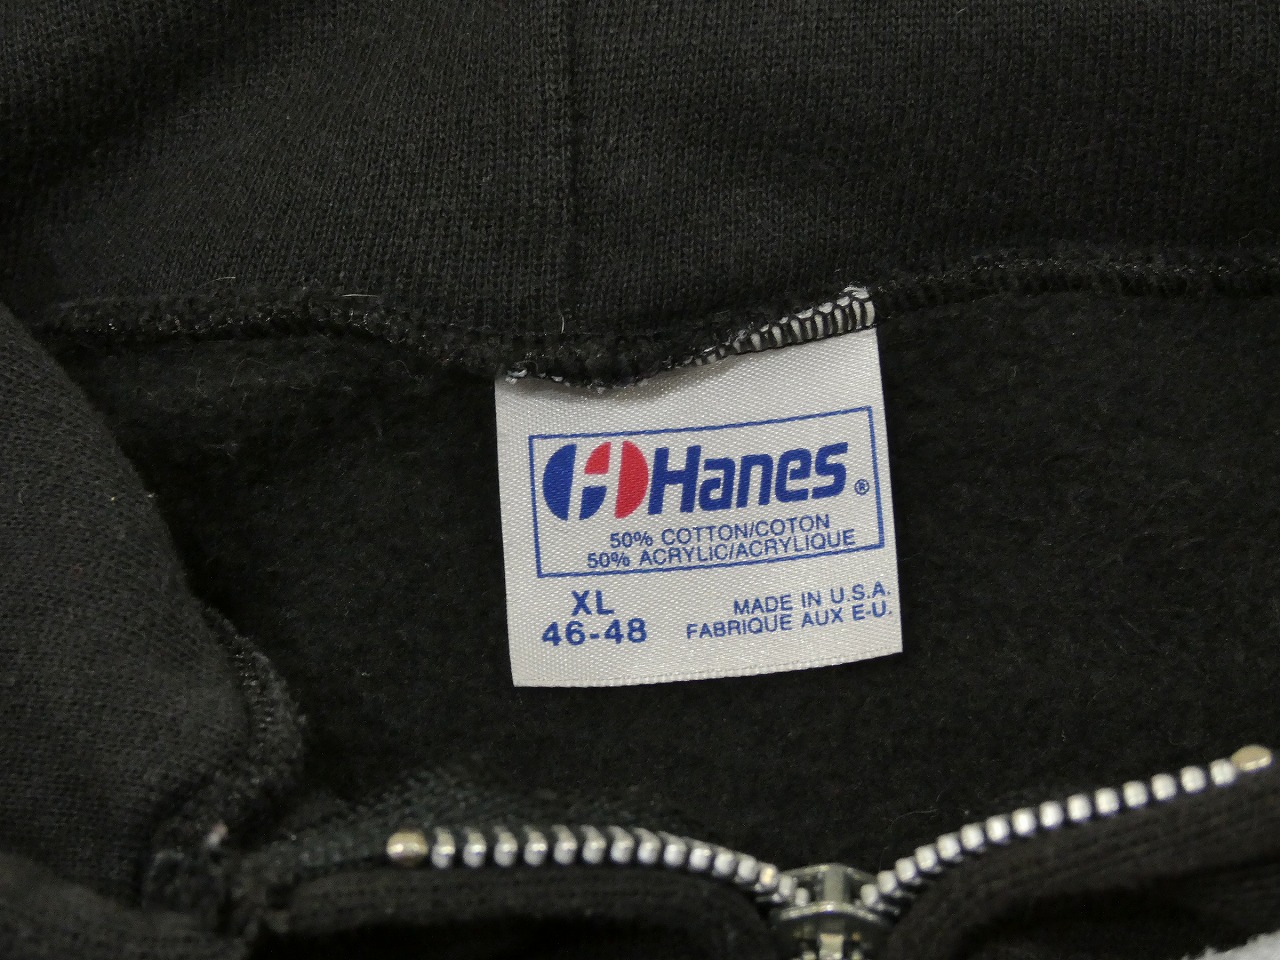 Hanes®
50% COTTON/COTON
50% ACRYLIC/ACRYLIQUE
XL
46-48
MADE IN U.S.A.
FABRIQUE AUX E-U.